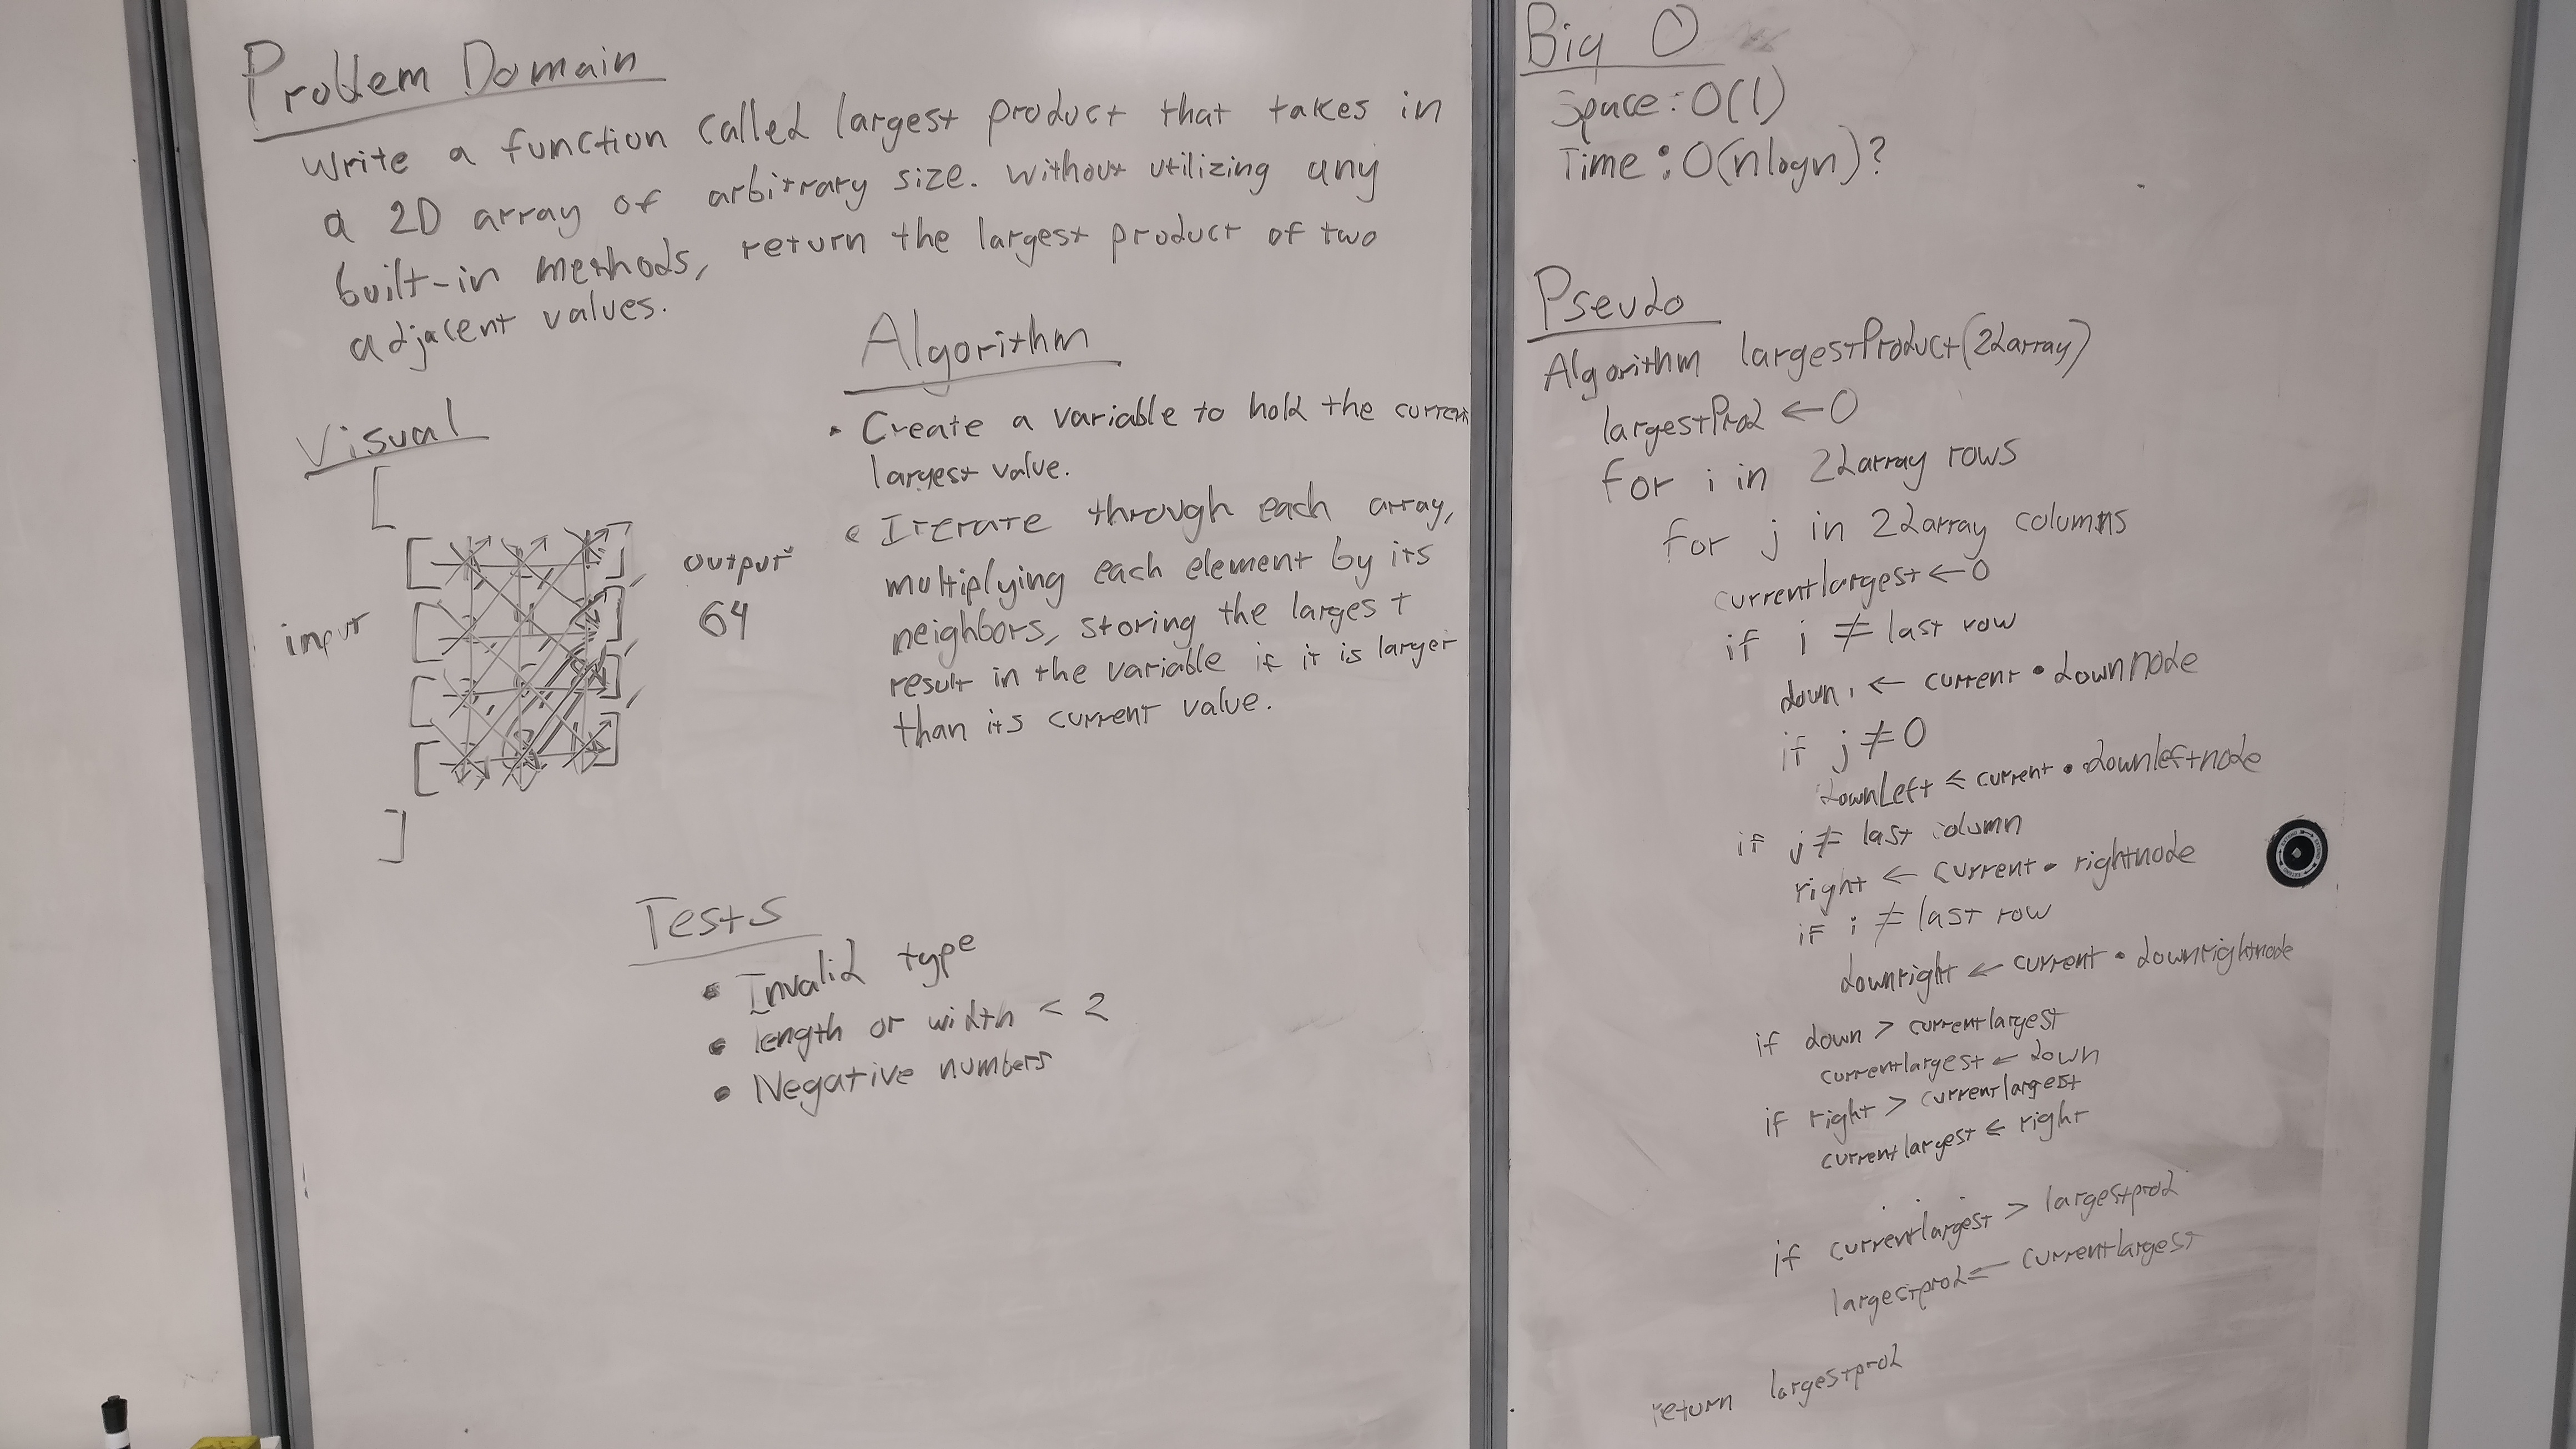 Problem Domain
Write a function called largest product that takes in
a 2D array of arbitrary size. without utilizing any
built-in methods, return the largest product of two
adjacent values.
Visual
[
input
output
64
]
Algorithm
• Create a variable to hold the current
largest value.
• Iterate through each array,
multiplying each element by its
neighbors, storing the largest
result in the variable if it is larger
than its current value.
Tests
• Invalid type
• length or width < 2
• Negative numbers
Big O
Space: O(1)
Time: O(nlogn)?
Pseudo
Algorithm largestProduct(2darray)
largestProd ← 0
for i in 2darray rows
for j in 2darray columns
currentlargest ← 0
if i ≠ last row
down ← current • downnode
if j ≠ 0
downLeft ← current • downleftnode
if j ≠ last column
right ← current • rightnode
if i ≠ last row
downright ← current • downrightnode
if down > currentlargest
currentlargest ← down
if right > currentlargest
currentlargest ← right
if currentlargest > largestprod
largestprod ← currentlargest
return largestprod